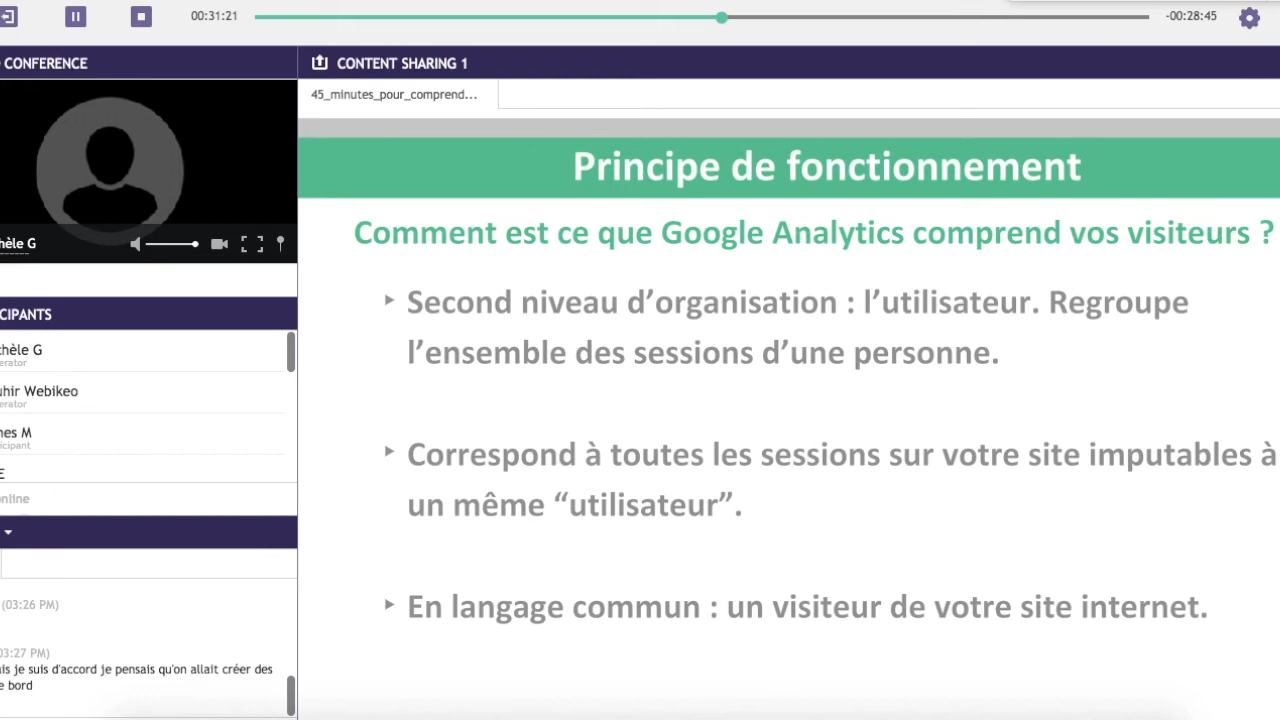 00:31:21
-00:28:45
CONFERENCE
CONTENT SHARING 1
45_minutes_pour_comprend...
Principe de fonctionnement
Comment est ce que Google Analytics comprend vos visiteurs ?
Second niveau d’organisation : l’utilisateur. Regroupe
l’ensemble des sessions d’une personne.
Correspond à toutes les sessions sur votre site imputables à
un même “utilisateur”.
En langage commun : un visiteur de votre site internet.
hèle G
CIPANTS
chèle G
erator
uhir Webikeo
erator
nes M
icipant
E
online
(03:26 PM)
03:27 PM)
is je suis d'accord je pensais qu'on allait créer des
e bord